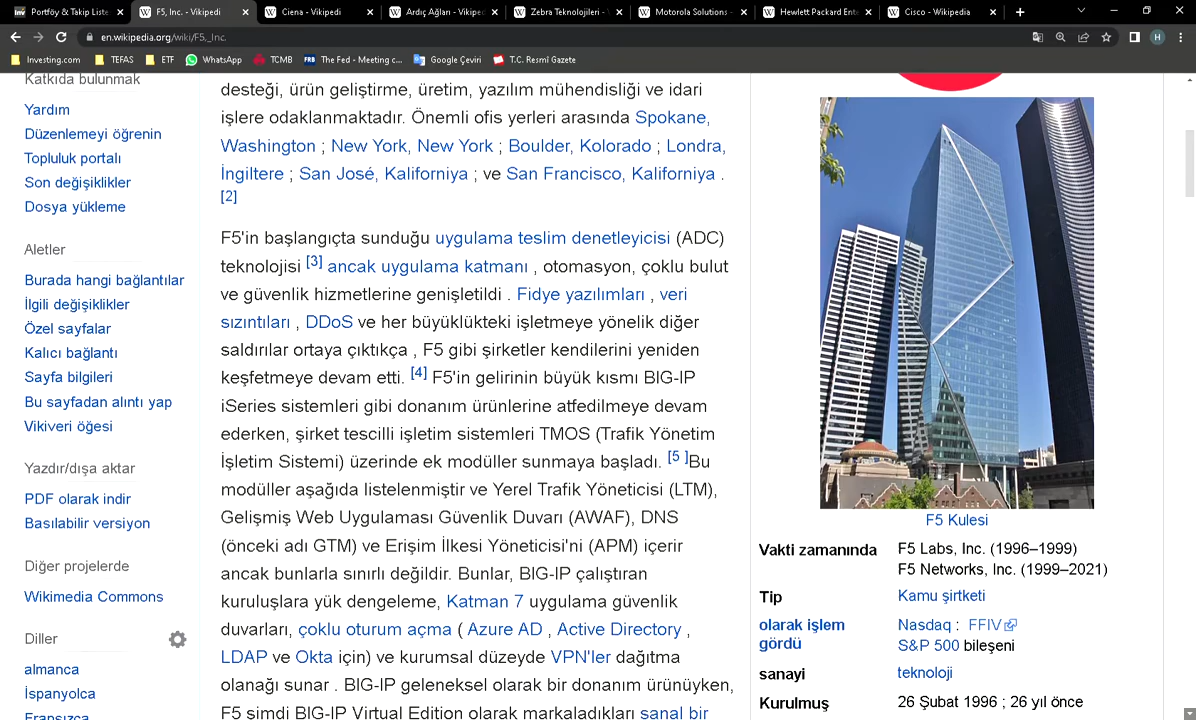 Portföy & Takip Liste
F5, Inc. - Vikipedi
Ciena - Vikipedi
Ardıç Ağları - Vikipe
Zebra Teknolojileri - V
Motorola Solutions -
Hewlett Packard Ente
Cisco - Wikipedia
en.wikipedia.org/wiki/F5,_Inc.
H
Investing.com
TEFAS
ETF
WhatsApp
TCMB
FRB The Fed - Meeting c...
Google Çeviri
T.C. Resmî Gazete
Katkıda bulunmak
Yardım
Düzenlemeyi öğrenin
Topluluk portalı
Son değişiklikler
Dosya yükleme
Aletler
Burada hangi bağlantılar
İlgili değişiklikler
Özel sayfalar
Kalıcı bağlantı
Sayfa bilgileri
Bu sayfadan alıntı yap
Vikiveri öğesi
Yazdır/dışa aktar
PDF olarak indir
Basılabilir versiyon
Diğer projelerde
Wikimedia Commons
Diller
almanca
İspanyolca
Fransızca
desteği, ürün geliştirme, üretim, yazılım mühendisliği ve idari
işlere odaklanmaktadır. Önemli ofis yerleri arasında Spokane,
Washington ; New York, New York ; Boulder, Kolorado ; Londra,
İngiltere ; San José, Kaliforniya ; ve San Francisco, Kaliforniya .
[2]
F5'in başlangıçta sunduğu uygulama teslim denetleyicisi (ADC)
teknolojisi [3] ancak uygulama katmanı , otomasyon, çoklu bulut
ve güvenlik hizmetlerine genişletildi . Fidye yazılımları , veri
sızıntıları , DDoS ve her büyüklükteki işletmeye yönelik diğer
saldırılar ortaya çıktıkça , F5 gibi şirketler kendilerini yeniden
keşfetmeye devam etti. [4] F5'in gelirinin büyük kısmı BIG-IP
iSeries sistemleri gibi donanım ürünlerine atfedilmeye devam
ederken, şirket tescilli işletim sistemleri TMOS (Trafik Yönetim
İşletim Sistemi) üzerinde ek modüller sunmaya başladı. [5 ]Bu
modüller aşağıda listelenmiştir ve Yerel Trafik Yöneticisi (LTM),
Gelişmiş Web Uygulaması Güvenlik Duvarı (AWAF), DNS
(önceki adı GTM) ve Erişim İlkesi Yöneticisi'ni (APM) içerir
ancak bunlarla sınırlı değildir. Bunlar, BIG-IP çalıştıran
kuruluşlara yük dengeleme, Katman 7 uygulama güvenlik
duvarları, çoklu oturum açma ( Azure AD , Active Directory ,
LDAP ve Okta için) ve kurumsal düzeyde VPN'ler dağıtma
olanağı sunar . BIG-IP geleneksel olarak bir donanım ürünüyken,
F5 şimdi BIG-IP Virtual Edition olarak markaladıkları sanal bir
F5 Kulesi
Vakti zamanında F5 Labs, Inc. (1996–1999)
F5 Networks, Inc. (1999–2021)
Tip Kamu şirtketi
olarak işlem gördü Nasdaq : FFIV
S&P 500 bileşeni
sanayi teknoloji
Kurulmuş 26 Şubat 1996 ; 26 yıl önce